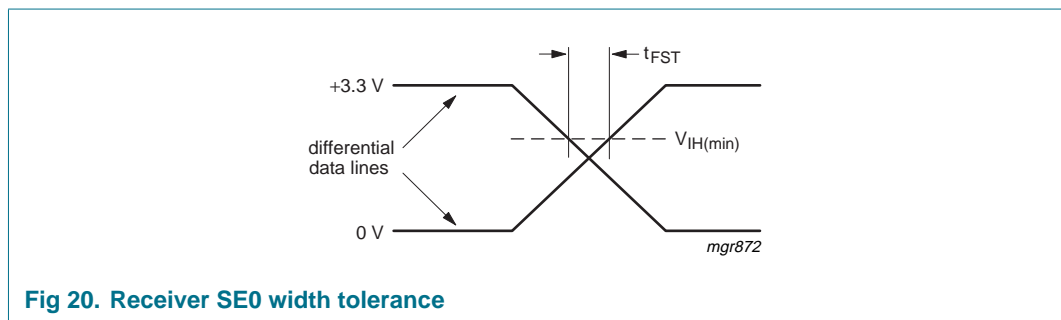 tFST
+3.3 V
VIH(min)
differential
data lines
0 V
mgr872
Fig 20. Receiver SE0 width tolerance